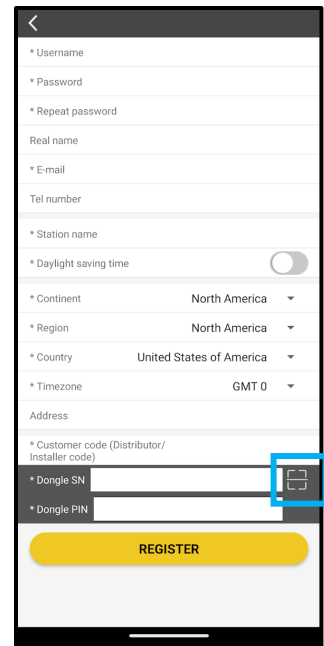 * Username
* Password
* Repeat password
Real name
* E-mail
Tel number
* Station name
* Daylight saving time
* Continent North America
* Region North America
* Country United States of America
* Timezone GMT 0
Address
* Customer code (Distributor/
Installer code)
* Dongle SN
* Dongle PIN
REGISTER